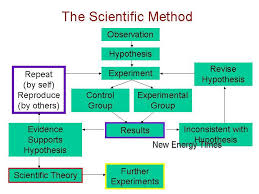 The Scientific Method
Observation
Hypothesis
Repeat
(by self)
Reproduce
(by others)
Experiment
Revise
Hypothesis
Control
Group
Experimental
Group
Evidence
Supports
Hypothesis
Results
Inconsistent with
Hypothesis
New Energy Times
Scientific Theory
Further
Experiments